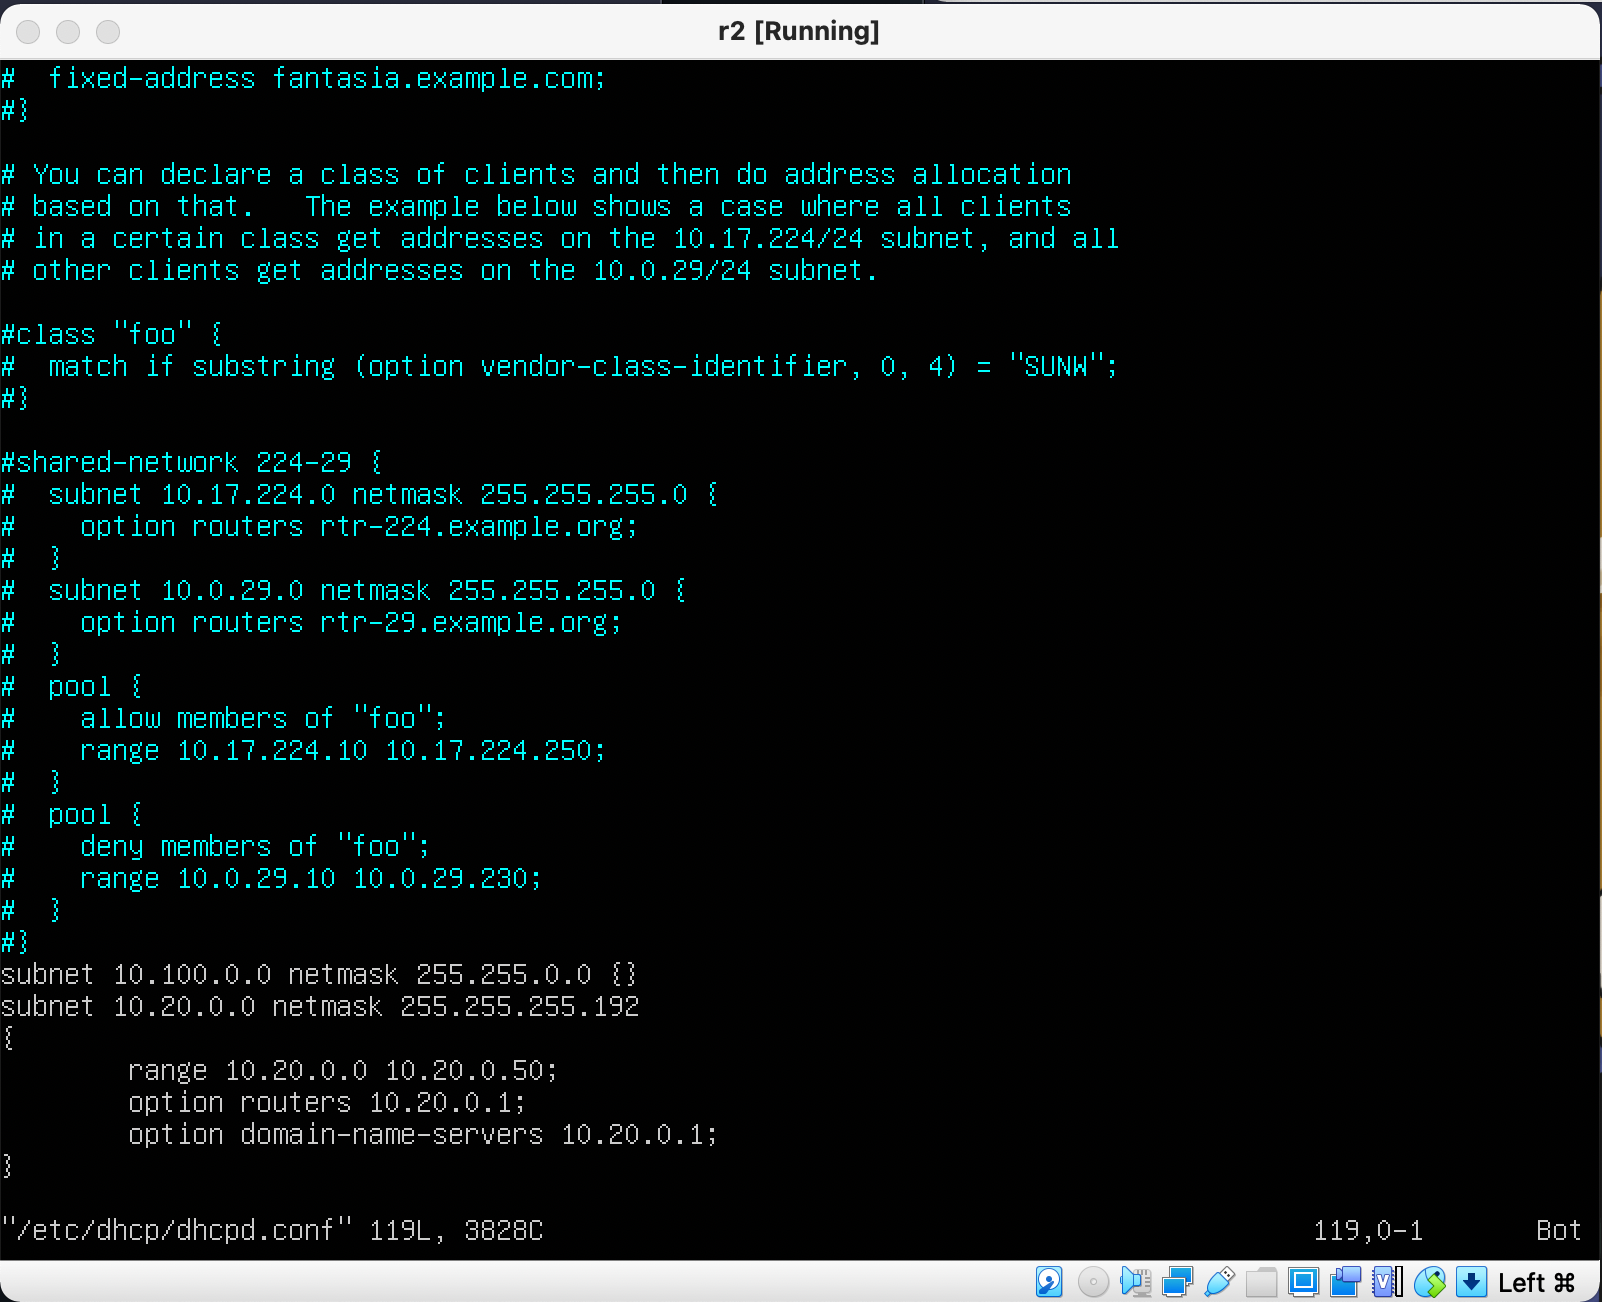 r2 [Running]
#  fixed-address fantasia.example.com;
#}
# You can declare a class of clients and then do address allocation
# based on that.   The example below shows a case where all clients
# in a certain class get addresses on the 10.17.224/24 subnet, and all
# other clients get addresses on the 10.0.29/24 subnet.
#class "foo" {
#  match if substring (option vendor-class-identifier, 0, 4) = "SUNW";
#}
#shared-network 224-29 {
#  subnet 10.17.224.0 netmask 255.255.255.0 {
#    option routers rtr-224.example.org;
#  }
#  subnet 10.0.29.0 netmask 255.255.255.0 {
#    option routers rtr-29.example.org;
#  }
#  pool {
#    allow members of "foo";
#    range 10.17.224.10 10.17.224.250;
#  }
#  pool {
#    deny members of "foo";
#    range 10.0.29.10 10.0.29.230;
#  }
#}
subnet 10.100.0.0 netmask 255.255.0.0 {}
subnet 10.20.0.0 netmask 255.255.255.192
{
        range 10.20.0.0 10.20.0.50;
        option routers 10.20.0.1;
        option domain-name-servers 10.20.0.1;
}
"/etc/dhcp/dhcpd.conf" 119L, 3828C 119,0-1 Bot
Left ⌘